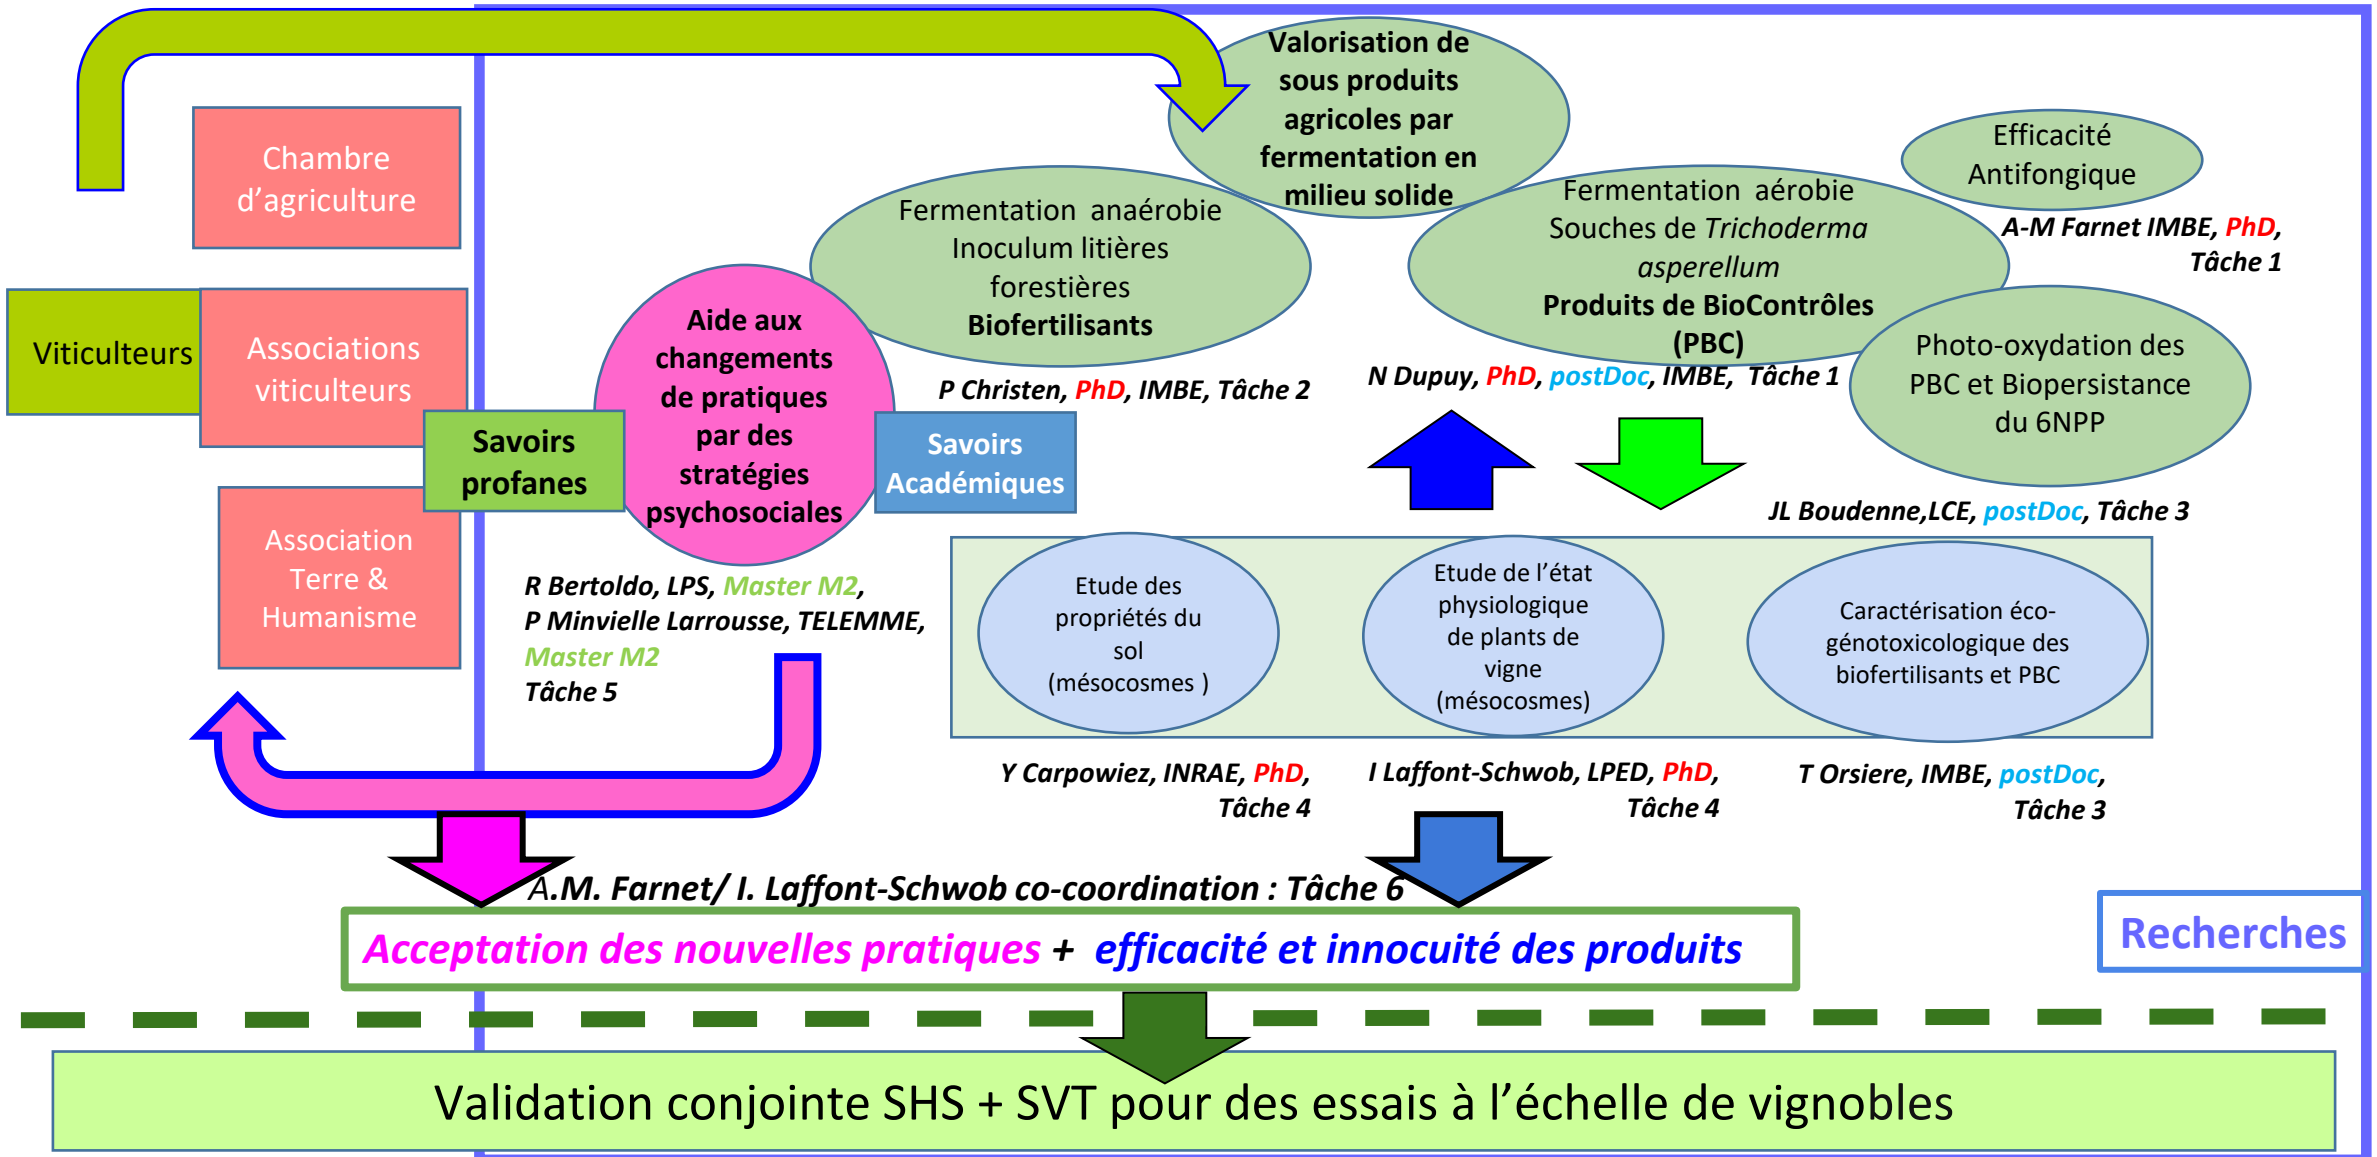 Valorisation de
sous produits
agricoles par
fermentation en
milieu solide
Chambre
d'agriculture
Viticulteurs
Associations
viticulteurs
Association
Terre &
Humanisme
Savoirs
profanes
Aide aux
changements
de pratiques
par des
stratégies
psychosociales
Savoirs
Académiques
R Bertoldo, LPS, Master M2,
P Minvielle Larrousse, TELEMME,
Master M2
Tâche 5
Fermentation anaérobie
Inoculum litières
forestières
Biofertilisants
P Christen, PhD, IMBE, Tâche 2
Fermentation aérobie
Souches de Trichoderma
asperellum
Produits de BioContrôles
(PBC)
N Dupuy, PhD, postDoc, IMBE, Tâche 1
Efficacité
Antifongique
A-M Farnet IMBE, PhD,
Tâche 1
Photo-oxydation des
PBC et Biopersistance
du 6NPP
JL Boudenne,LCE, postDoc, Tâche 3
Etude des
propriétés du
sol
(mésocosmes )
Y Carpowiez, INRAE, PhD,
Tâche 4
Etude de l'état
physiologique
de plants de
vigne
(mésocosmes)
I Laffont-Schwob, LPED, PhD,
Tâche 4
Caractérisation éco-
génotoxicologique des
biofertilisants et PBC
T Orsiere, IMBE, postDoc,
Tâche 3
A.M. Farnet/ I. Laffont-Schwob co-coordination : Tâche 6
Acceptation des nouvelles pratiques + efficacité et innocuité des produits
Recherches
Validation conjointe SHS + SVT pour des essais à l'échelle de vignobles